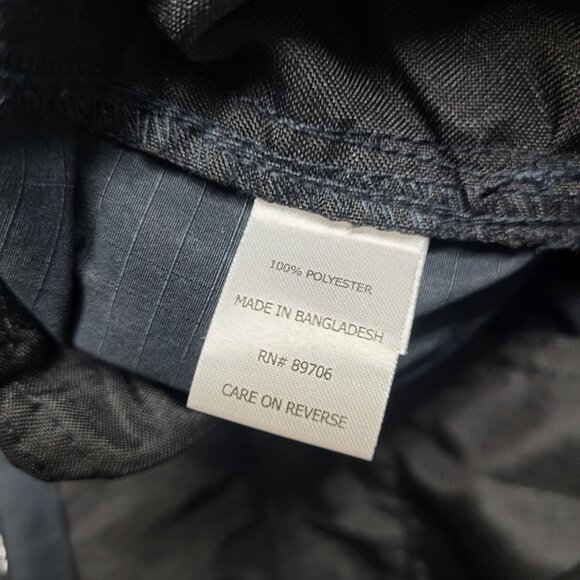 100% POLYESTER
MADE IN BANGLADESH
RN# 89706
CARE ON REVERSE